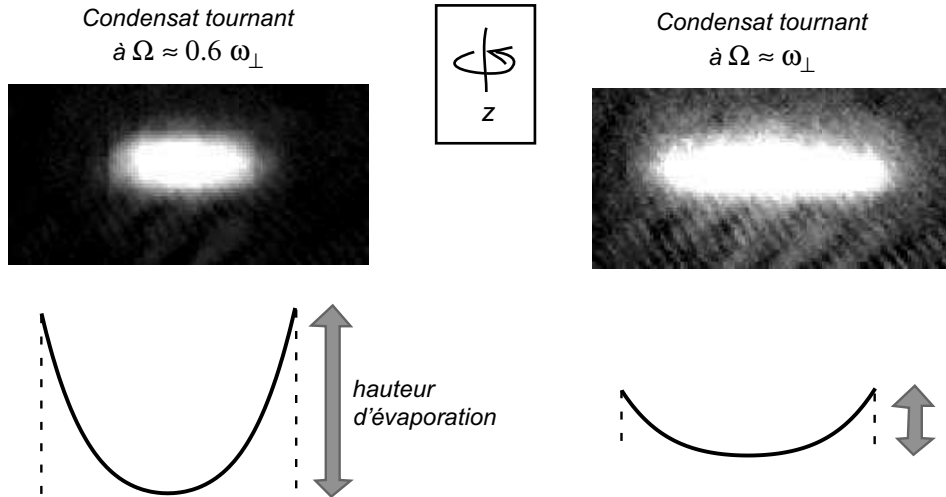 Condensat tournant
à Ω ≈ 0.6 ω⊥
z
Condensat tournant
à Ω ≈ ω⊥
hauteur
d'évaporation